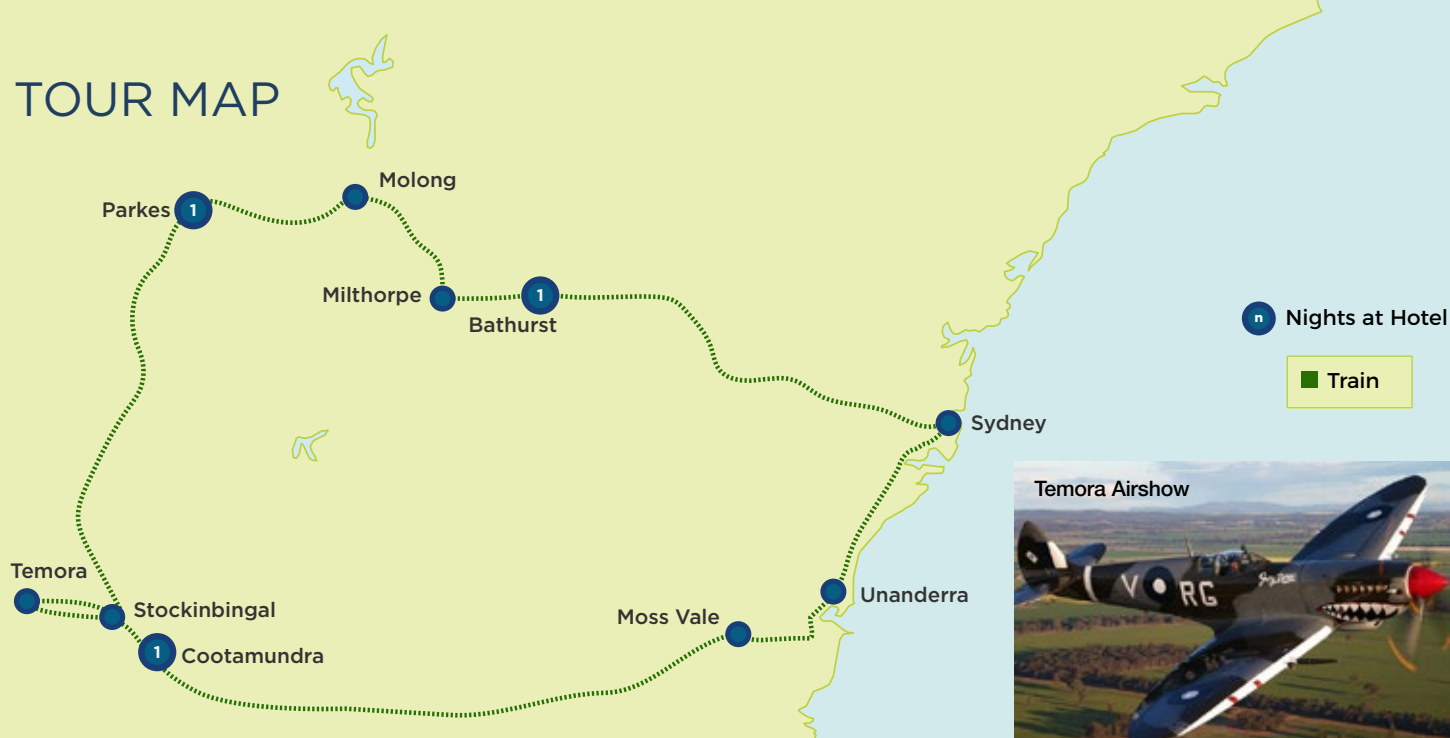 TOUR MAP
Molong
Parkes
1
Milthorpe
1
Bathurst
n Nights at Hotel
Train
Sydney
Temora Airshow
V RG
Temora
Stockinbingal
Unanderra
Moss Vale
1
Cootamundra